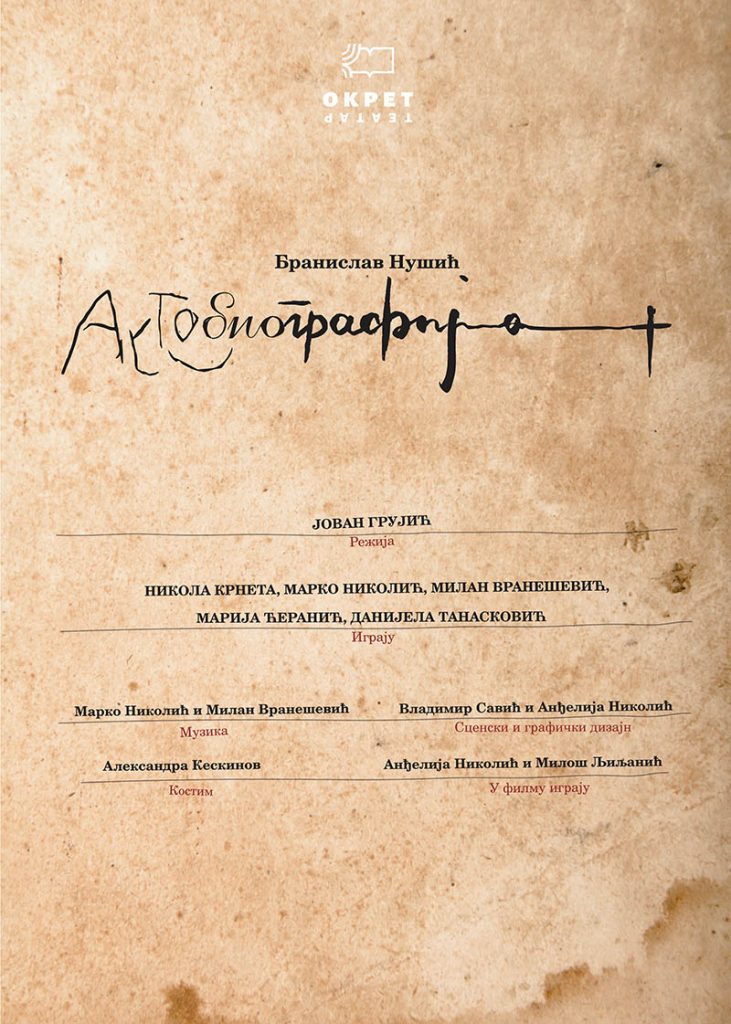 ОКРЕТ
ТЕАТАР
Бранислав Нушић
Аутобиографија
ЈОВАН ГРУЈИЋ
Режија
НИКОЛА КРНЕТА, МАРКО НИКОЛИЋ, МИЛАН ВРАНЕШЕВИЋ,
МАРИЈА ЋЕРАНИЋ, ДАНИЈЕЛА ТАНАСКОВИЋ
Играју
Марко Николић и Милан Вранешевић
Музика
Владимир Савић и Анђелија Николић
Сценски и графички дизајн
Александра Кескинов
Костим
Анђелија Николић и Милош Љиљанић
У филму играју